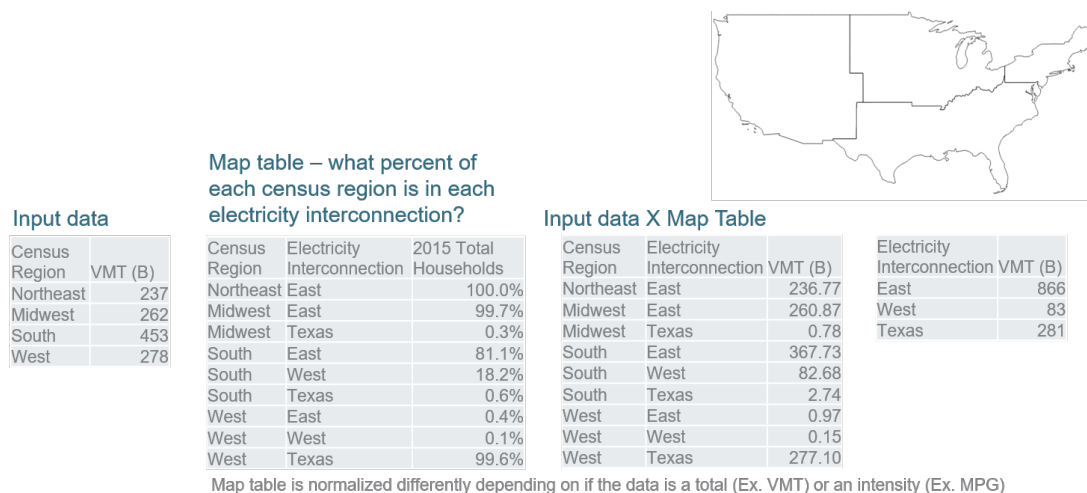 Map table – what percent of
each census region is in each
electricity interconnection?
Input data
Census Region VMT (B)
Northeast 237
Midwest 262
South 453
West 278
Census Region Electricity Interconnection 2015 Total Households
Northeast East 100.0%
Midwest East 99.7%
Midwest Texas 0.3%
South East 81.1%
South West 18.2%
South Texas 0.6%
West East 0.4%
West West 0.1%
West Texas 99.6%
Input data X Map Table
Census Region Electricity Interconnection VMT (B)
Northeast East 236.77
Midwest East 260.87
Midwest Texas 0.78
South East 367.73
South West 82.68
South Texas 2.74
West East 0.97
West West 0.15
West Texas 277.10
Electricity Interconnection VMT (B)
East 866
West 83
Texas 281
Map table is normalized differently depending on if the data is a total (Ex. VMT) or an intensity (Ex. MPG)